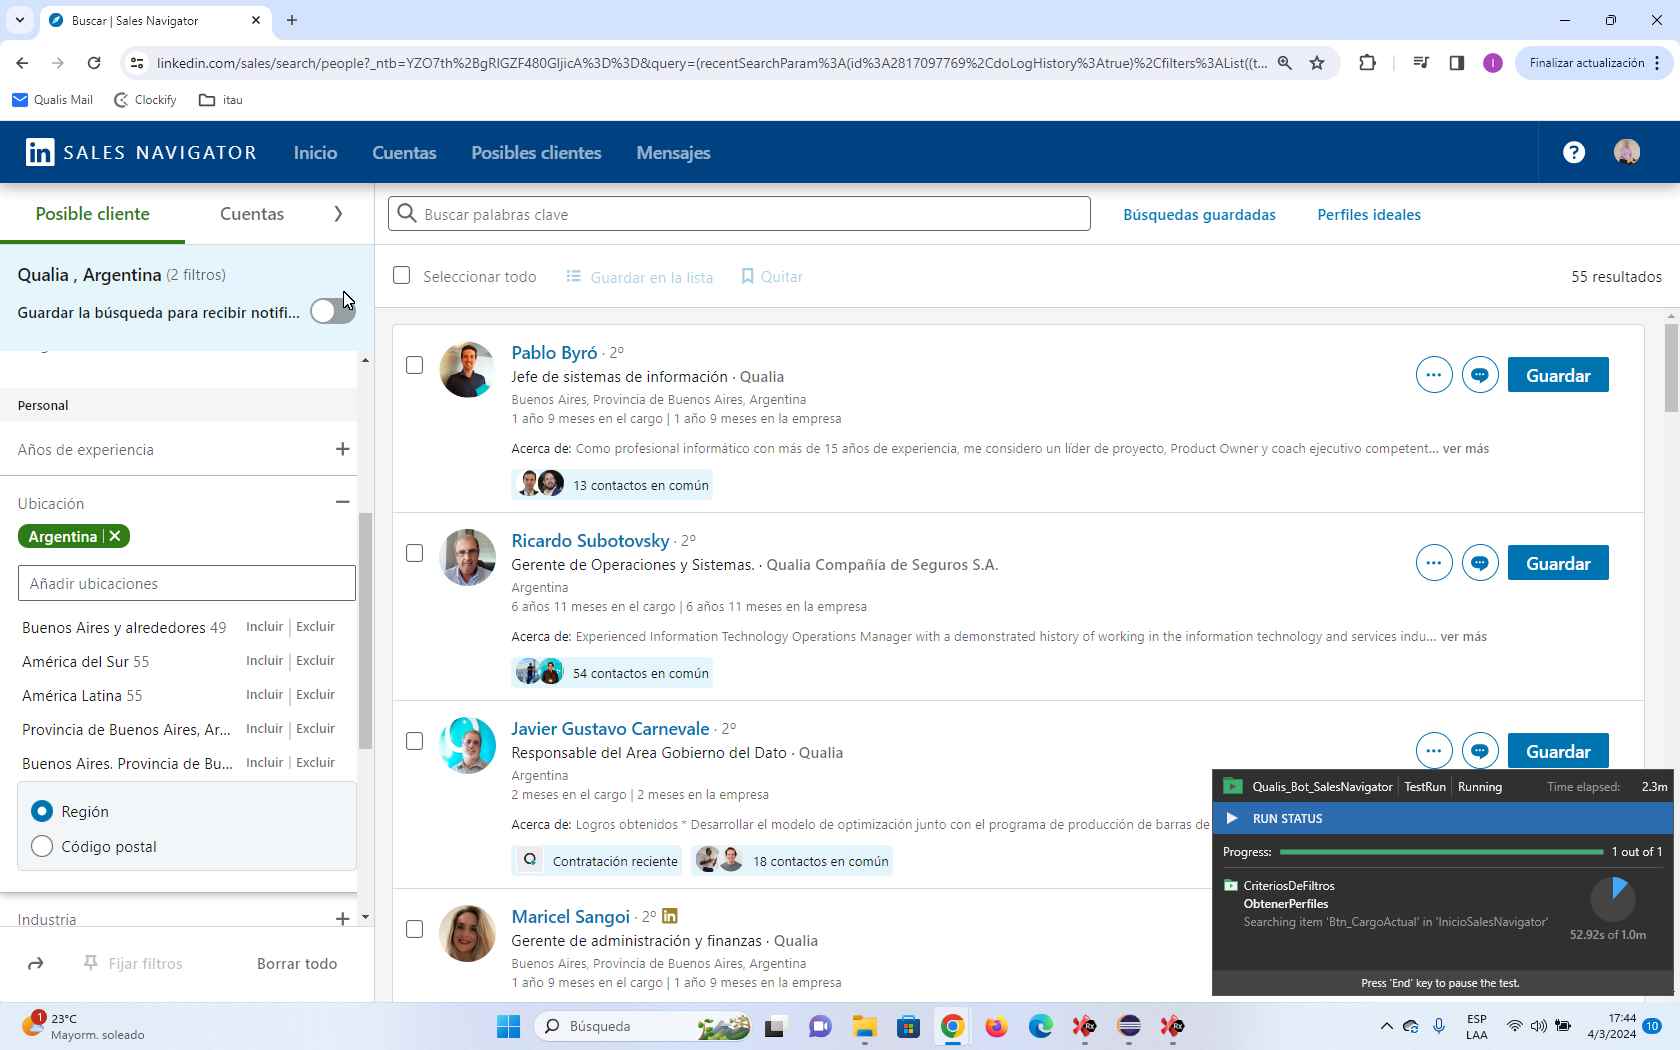 Buscar | Sales Navigator
linkedin.com/sales/search/people?_ntb=YZO7th%2BgRlGZF480GljicA%3D%3D&query=(recentSearchParam%3A(id%3A2817097769%2CdoLogHistory%3Atrue)%2Cfilters%3AList((t...
Finalizar actualización
I
Qualis Mail
Clockify
itau
in SALES NAVIGATOR
Inicio
Cuentas
Posibles clientes
Mensajes
?
Posible cliente
Cuentas
Buscar palabras clave
Búsquedas guardadas
Perfiles ideales
Qualia , Argentina (2 filtros)
Guardar la búsqueda para recibir notifi...
Seleccionar todo
Guardar en la lista
Quitar
55 resultados
Personal
Años de experiencia
Ubicación
Argentina
Añadir ubicaciones
Buenos Aires y alrededores 49 Incluir | Excluir
América del Sur 55 Incluir | Excluir
América Latina 55 Incluir | Excluir
Provincia de Buenos Aires, Ar... Incluir | Excluir
Buenos Aires. Provincia de Bu... Incluir | Excluir
Región
Código postal
Industria
Fijar filtros
Borrar todo
Pablo Byró · 2º
Jefe de sistemas de información · Qualia
Buenos Aires, Provincia de Buenos Aires, Argentina
1 año 9 meses en el cargo | 1 año 9 meses en la empresa
Acerca de: Como profesional informático con más de 15 años de experiencia, me considero un líder de proyecto, Product Owner y coach ejecutivo competent... ver más
13 contactos en común
Guardar
Ricardo Subotovsky · 2º
Gerente de Operaciones y Sistemas. · Qualia Compañía de Seguros S.A.
Argentina
6 años 11 meses en el cargo | 6 años 11 meses en la empresa
Acerca de: Experienced Information Technology Operations Manager with a demonstrated history of working in the information technology and services indu... ver más
54 contactos en común
Guardar
Javier Gustavo Carnevale · 2º
Responsable del Area Gobierno del Dato · Qualia
Argentina
2 meses en el cargo | 2 meses en la empresa
Acerca de: Logros obtenidos * Desarrollar el modelo de optimización junto con el programa de producción de barras de
Contratación reciente
18 contactos en común
Guardar
Maricel Sangoi · 2º in
Gerente de administración y finanzas · Qualia
Buenos Aires, Provincia de Buenos Aires, Argentina
1 año 9 meses en el cargo | 1 año 9 meses en la empresa
Qualis_Bot_SalesNavigator | TestRun | Running Time elapsed: 2.3m
RUN STATUS
Progress: 1 out of 1
CriteriosDeFiltros
ObtenerPerfiles
Searching item 'Btn_CargoActual' in 'InicioSalesNavigator'
52.92s of 1.0m
Press 'End' key to pause the test.
1
23°C
Mayorm. soleado
Búsqueda
Rx
Rx
ESP
LAA
17:44
4/3/2024
10